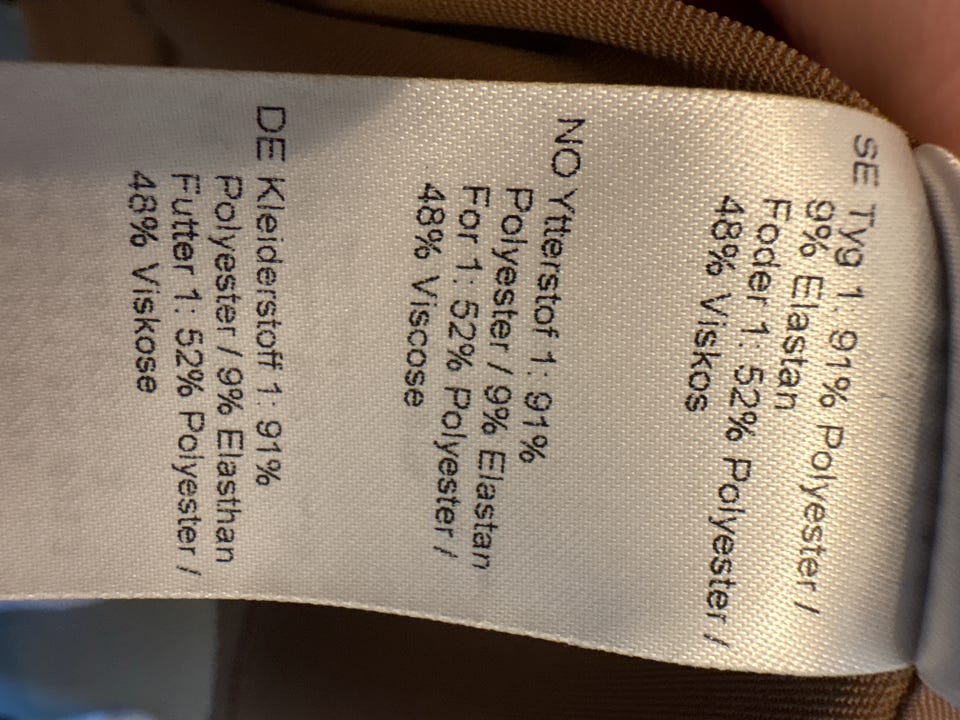 SE Tyg 1: 91% Polyester /
9% Elastan
Foder 1: 52% Polyester /
48% Viskos
NO Ytterstof 1: 91%
Polyester / 9% Elastan
For 1: 52% Polyester /
48% Viscose
DE Kleiderstoff 1: 91%
Polyester / 9% Elasthan
Futter 1: 52% Polyester /
48% Viskose